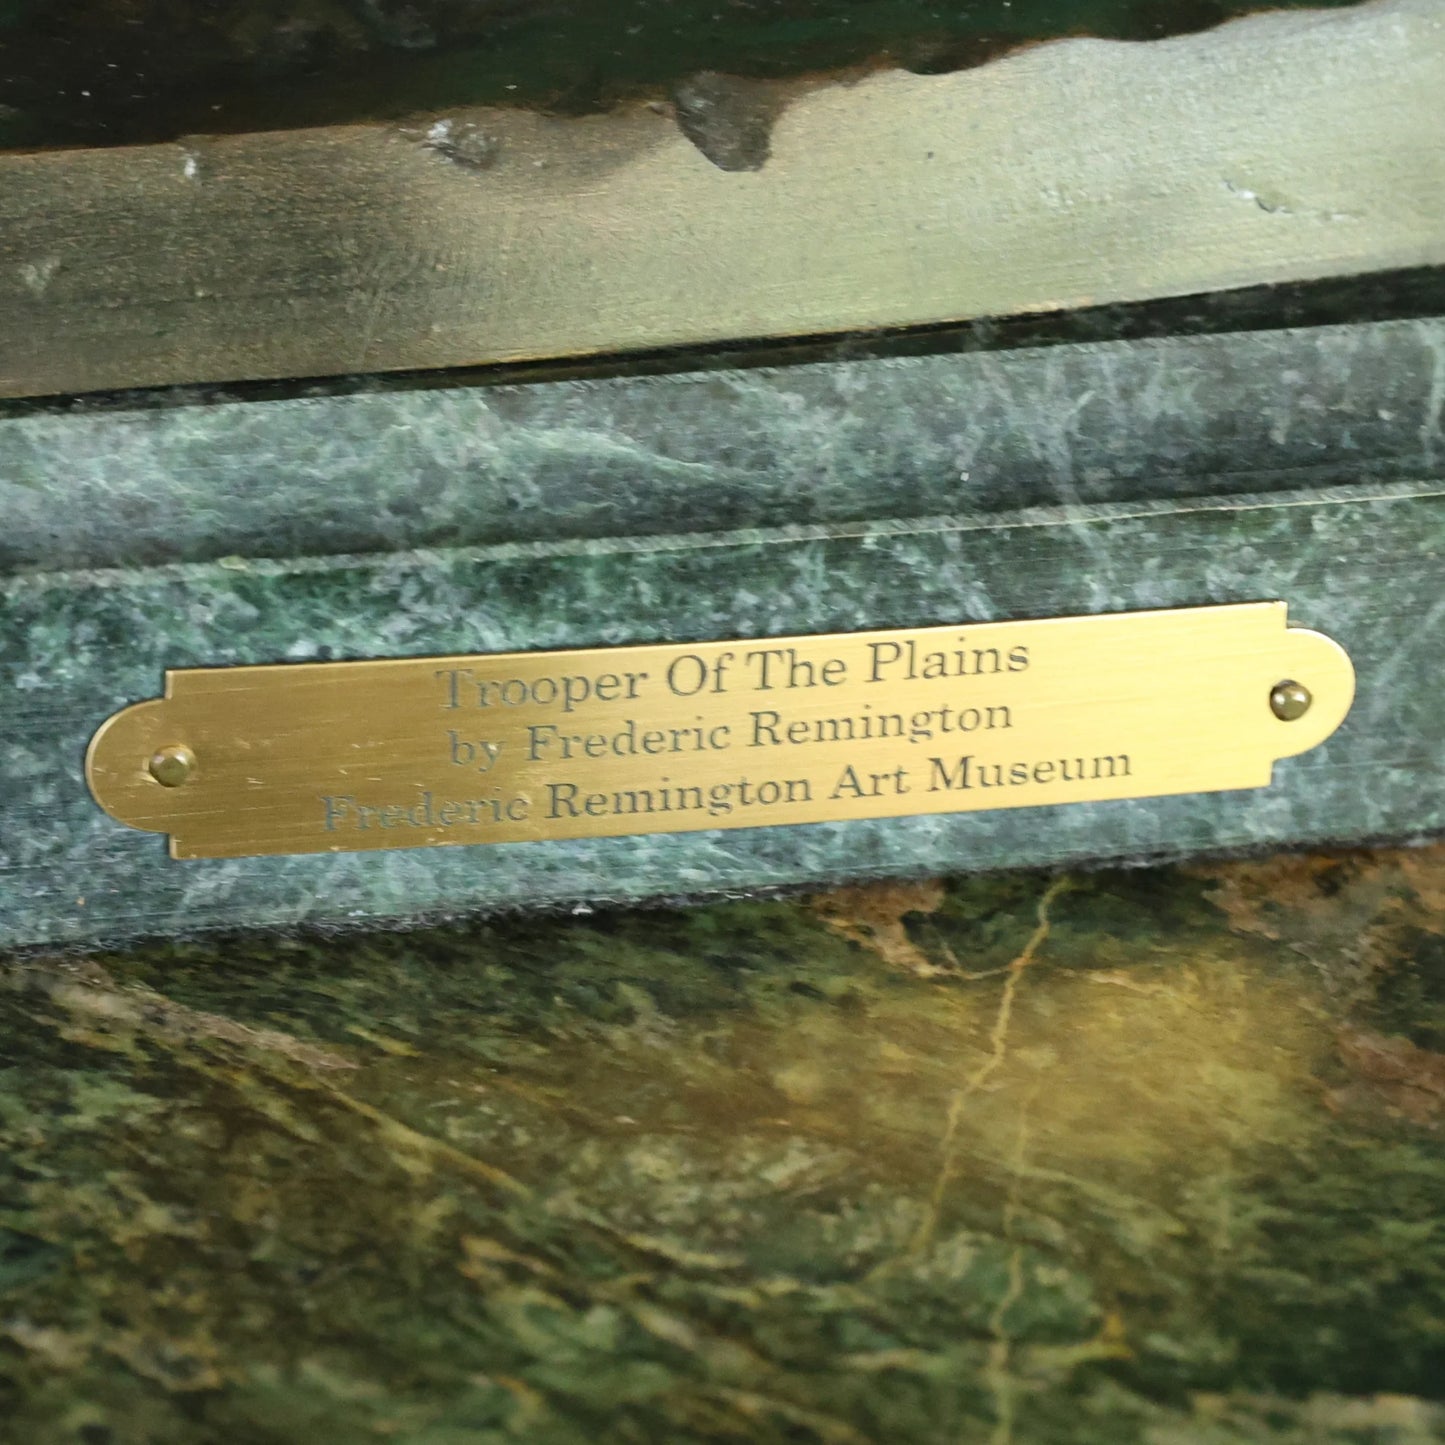 Trooper Of The Plains
by Frederic Remington
Frederic Remington Art Museum